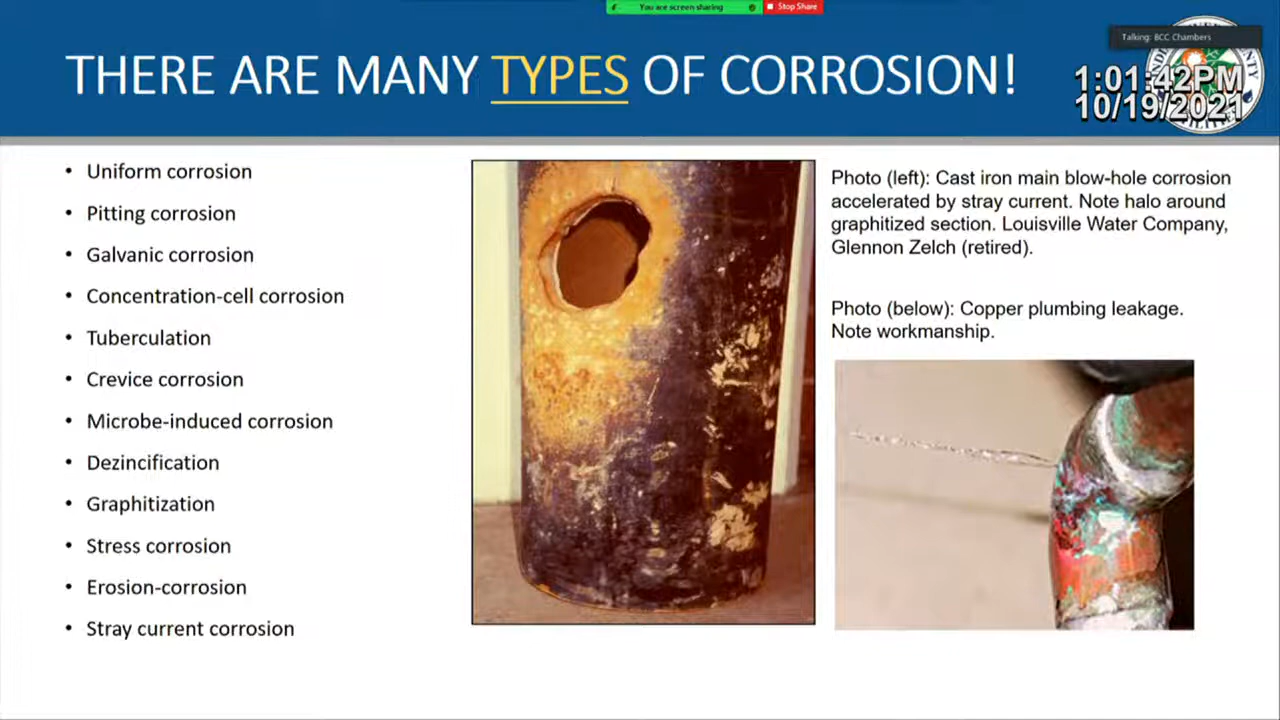 You are screen sharing
Stop Share
Talking: BCC Chambers
THERE ARE MANY TYPES OF CORROSION!
1:01:42PM
10/19/2021
• Uniform corrosion
• Pitting corrosion
• Galvanic corrosion
• Concentration-cell corrosion
• Tuberculation
• Crevice corrosion
• Microbe-induced corrosion
• Dezincification
• Graphitization
• Stress corrosion
• Erosion-corrosion
• Stray current corrosion
Photo (left): Cast iron main blow-hole corrosion
accelerated by stray current. Note halo around
graphitized section. Louisville Water Company,
Glennon Zelch (retired).
Photo (below): Copper plumbing leakage.
Note workmanship.